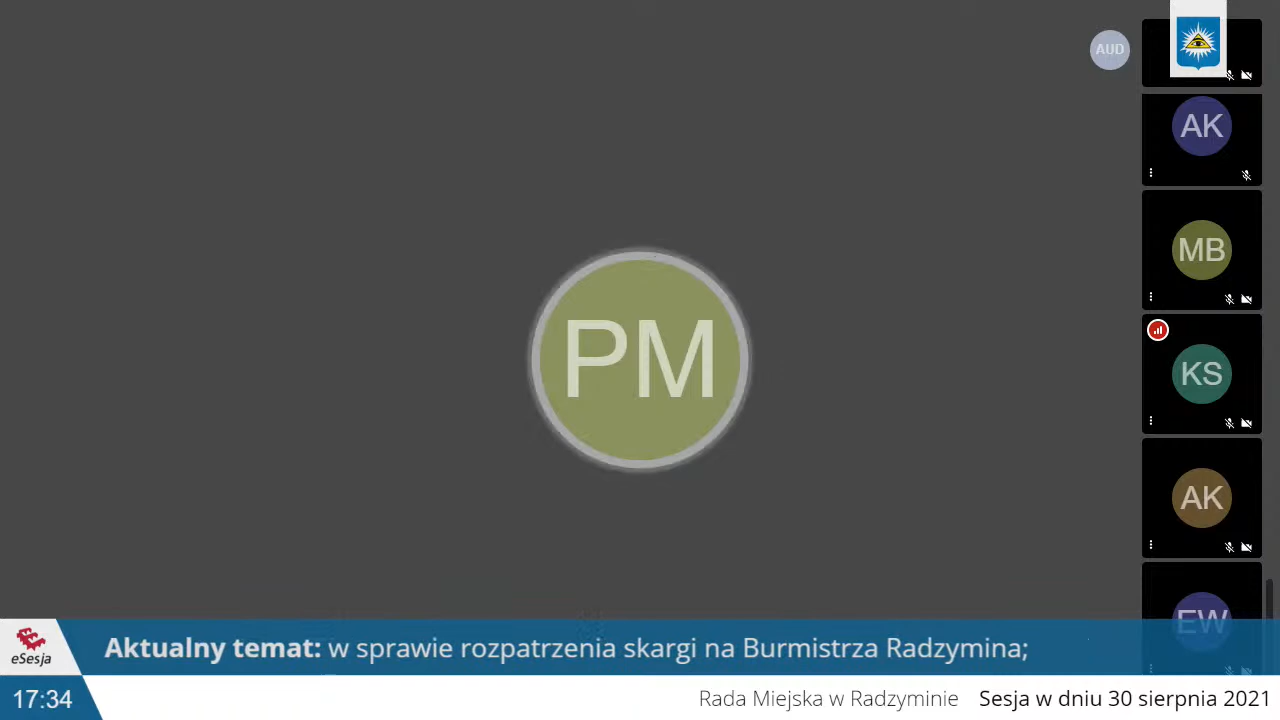 AUD
AK
MB
PM
KS
AK
EW
eSesja
Aktualny temat: w sprawie rozpatrzenia skargi na Burmistrza Radzymina;
17:34
Rada Miejska w Radzyminie Sesja w dniu 30 sierpnia 2021